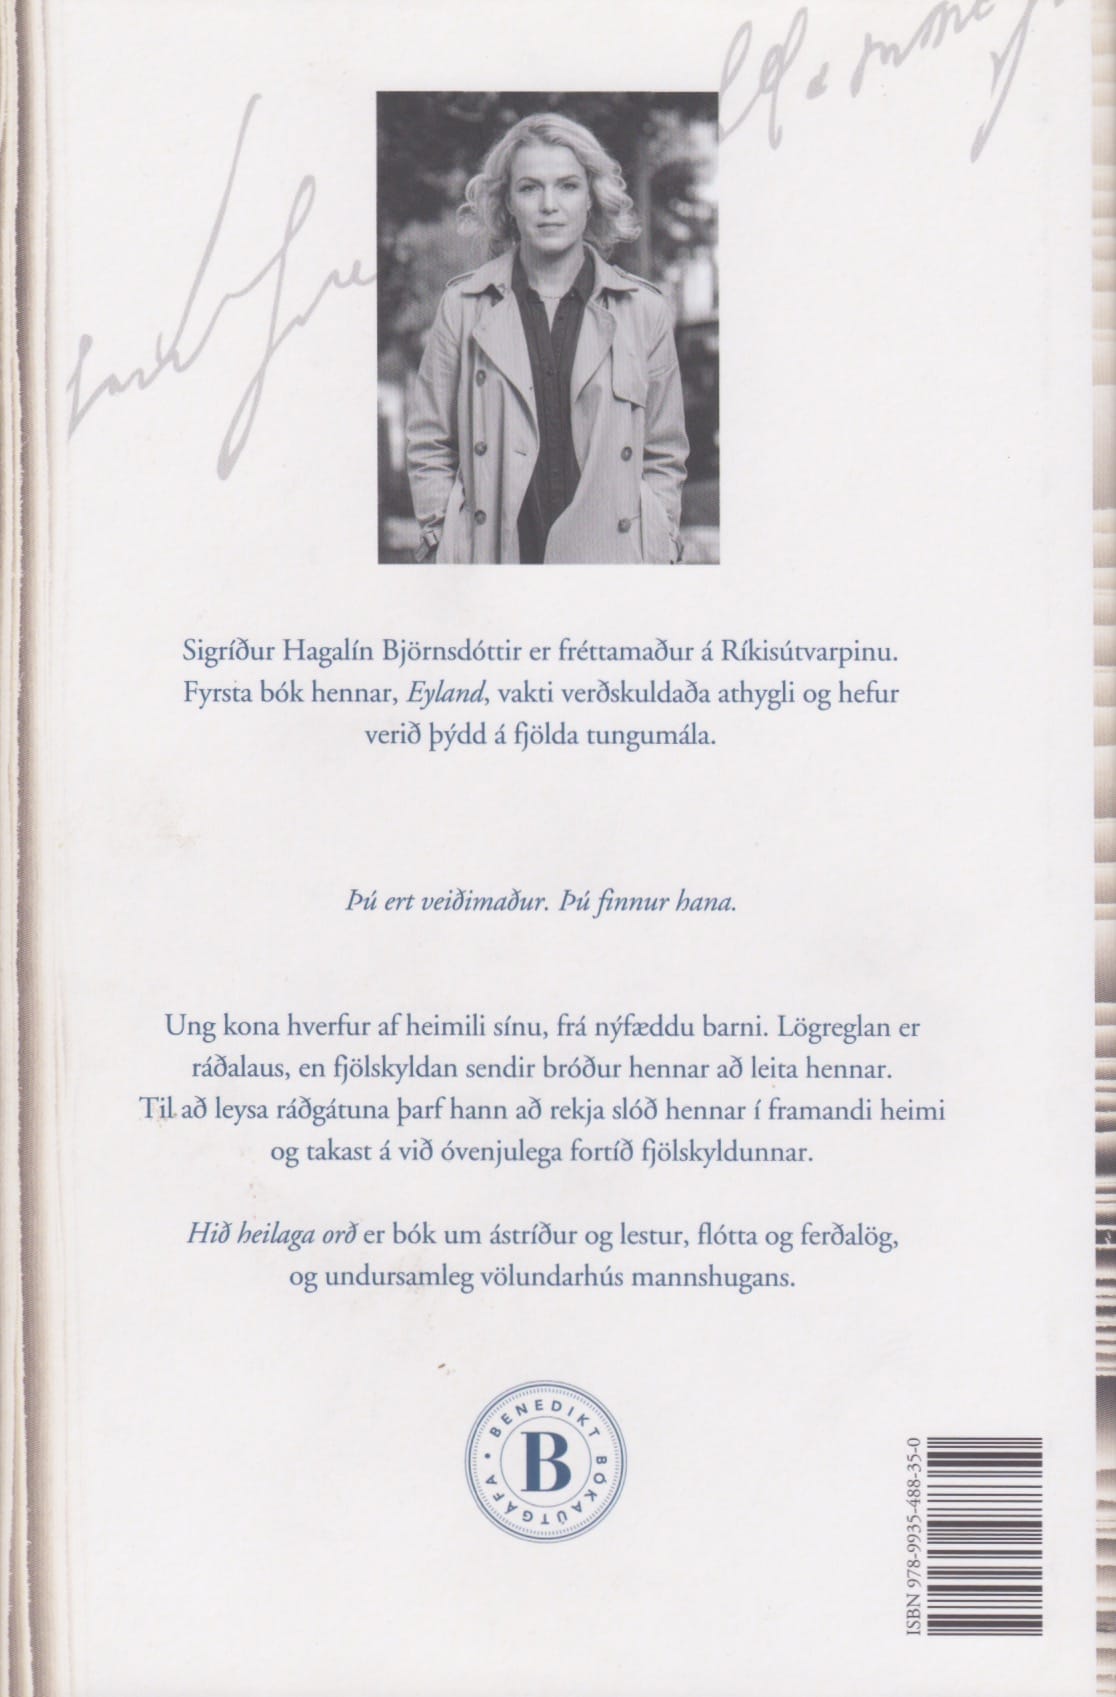 Sigríður Hagalín Björnsdóttir er fréttamaður á Ríkisútvarpinu.
Fyrsta bók hennar, Eyland, vakti verðskuldaða athygli og hefur
verið þýdd á fjölda tungumála.
Þú ert veiðimaður. Þú finnur hana.
Ung kona hverfur af heimili sínu, frá nýfæddu barni. Lögreglan er
ráðalaus, en fjölskyldan sendir bróður hennar að leita hennar.
Til að leysa ráðgátuna þarf hann að rekja slóð hennar í framandi heimi
og takast á við óvenjulega fortíð fjölskyldunnar.
Hið heilaga orð er bók um ástríður og lestur, flótta og ferðalög,
og undursamleg völundarhús mannshugans.
BENEDIKT BÓKAÚTGÁFA
B
ISBN 978-9935-488-35-0